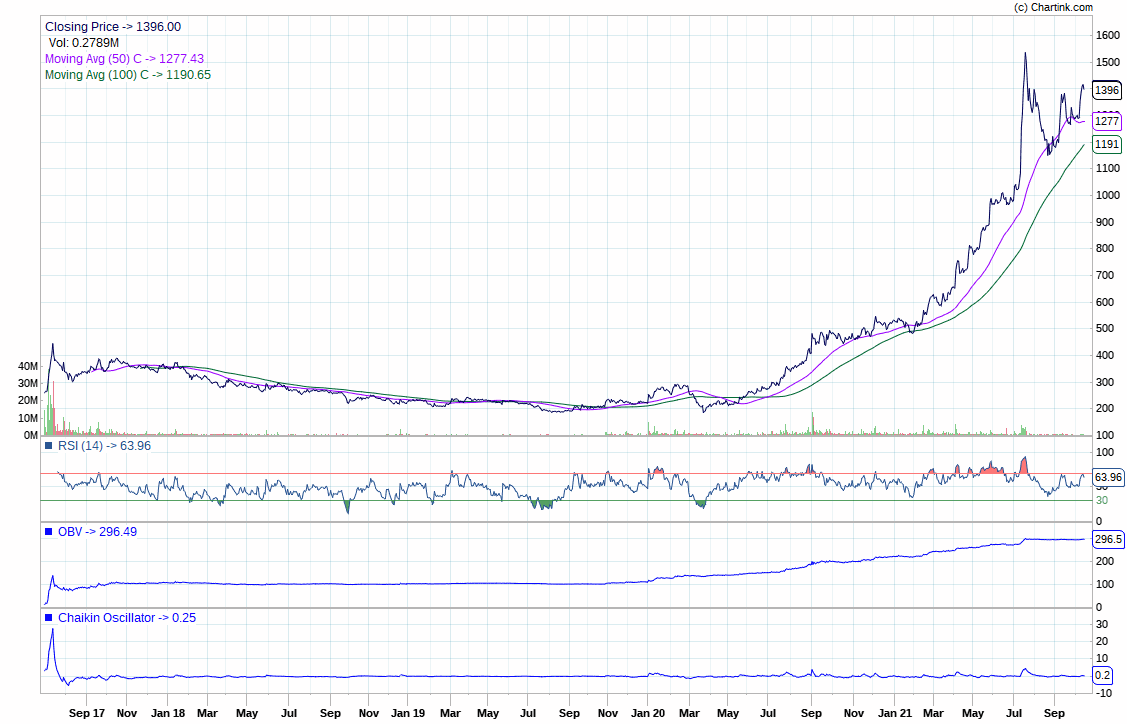 (c) Chartink.com
Closing Price -> 1396.00
Vol: 0.2789M
Moving Avg (50) C -> 1277.43
Moving Avg (100) C -> 1190.65
1600
1500
1396
1277
1191
1100
1000
900
800
700
600
500
400
300
200
100
40M
30M
20M
10M
0M
RSI (14) -> 63.96
100
63.96
30
0
OBV -> 296.49
296.5
200
100
0
Chaikin Oscillator -> 0.25
30
20
10
0.2
-10
Sep 17 Nov Jan 18 Mar May Jul Sep Nov Jan 19 Mar May Jul Sep Nov Jan 20 Mar May Jul Sep Nov Jan 21 Mar May Jul Sep